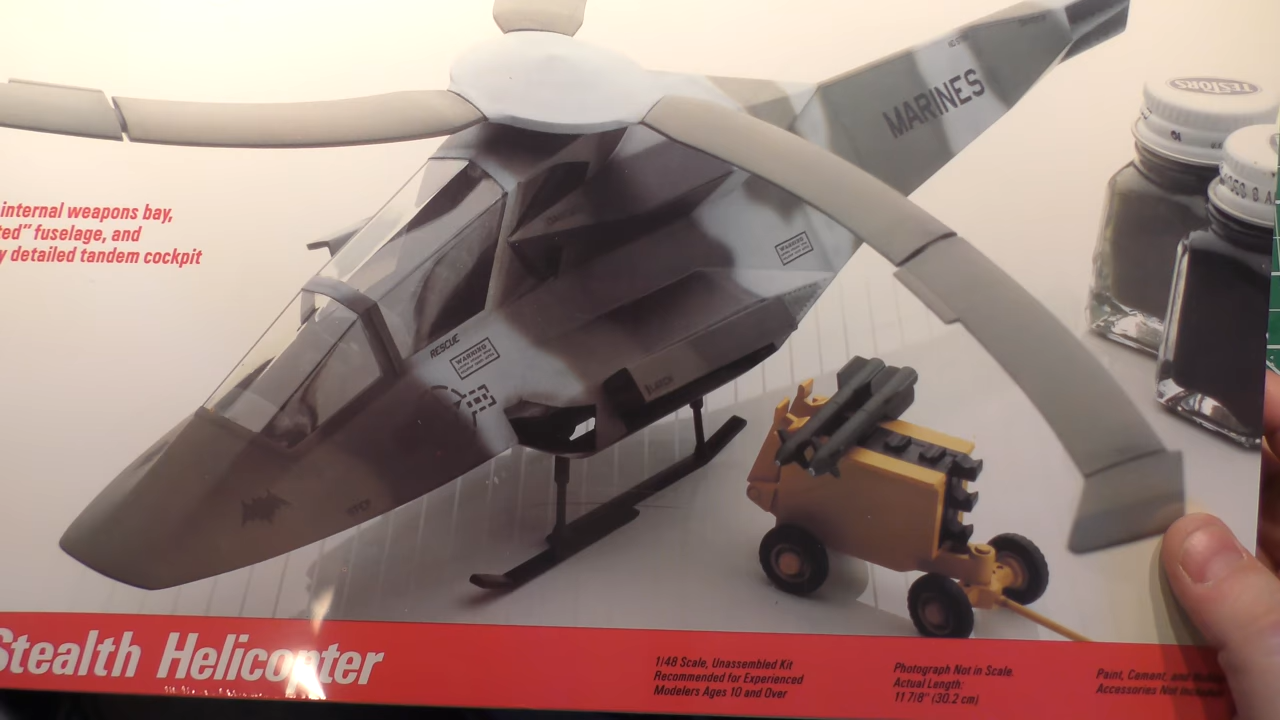 TESTORS
MARINES
internal weapons bay,
ted" fuselage, and
y detailed tandem cockpit
WARNING
RESCUE
WARNING
Stealth Helicopter
1/48 Scale, Unassembled Kit
Recommended for Experienced
Modelers Ages 10 and Over
Photograph Not in Scale.
Actual Length:
11 7/8" (30.2 cm)
Paint, Cement, and
Accessories Not